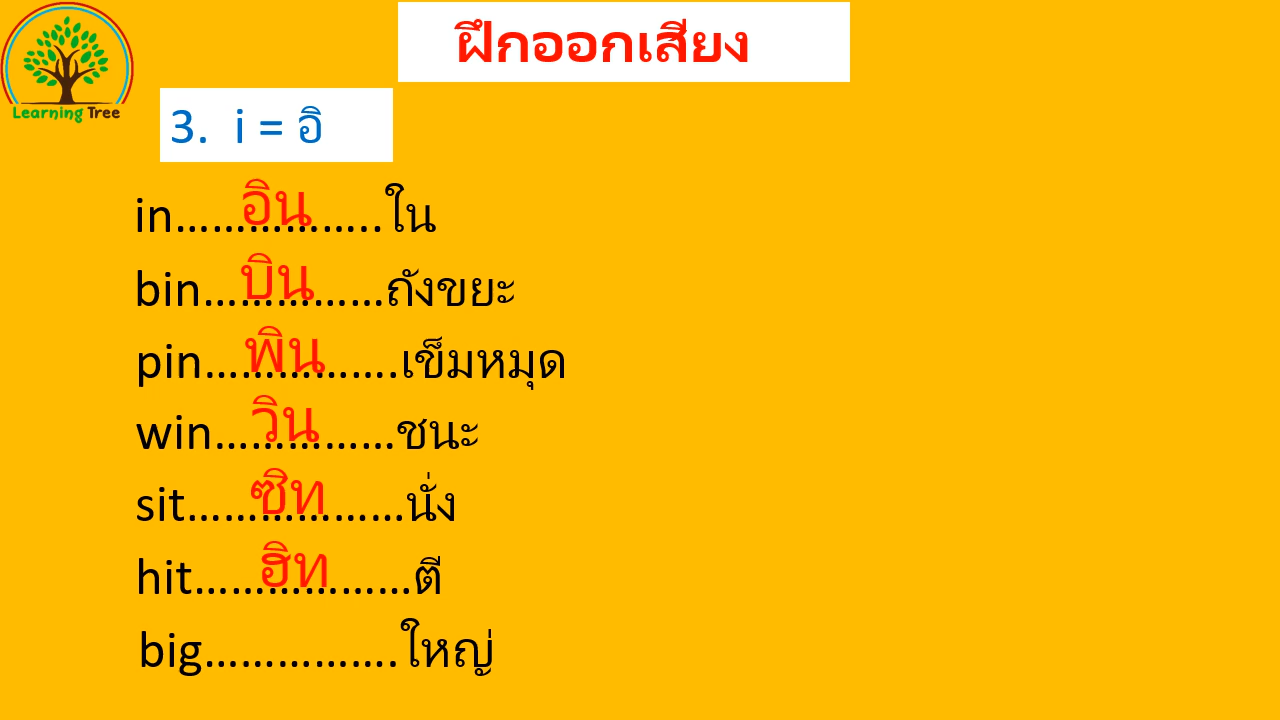 ฝึกออกเสียง
Learning Tree
3. i = อิ
in.......อิน..........ใน
bin.......บิน........ถังขยะ
pin.......พิน.........เข็มหมุด
win.......วิน........ชนะ
sit.......ซิท...........นั่ง
hit.......ฮิท...........ตี
big................ใหญ่